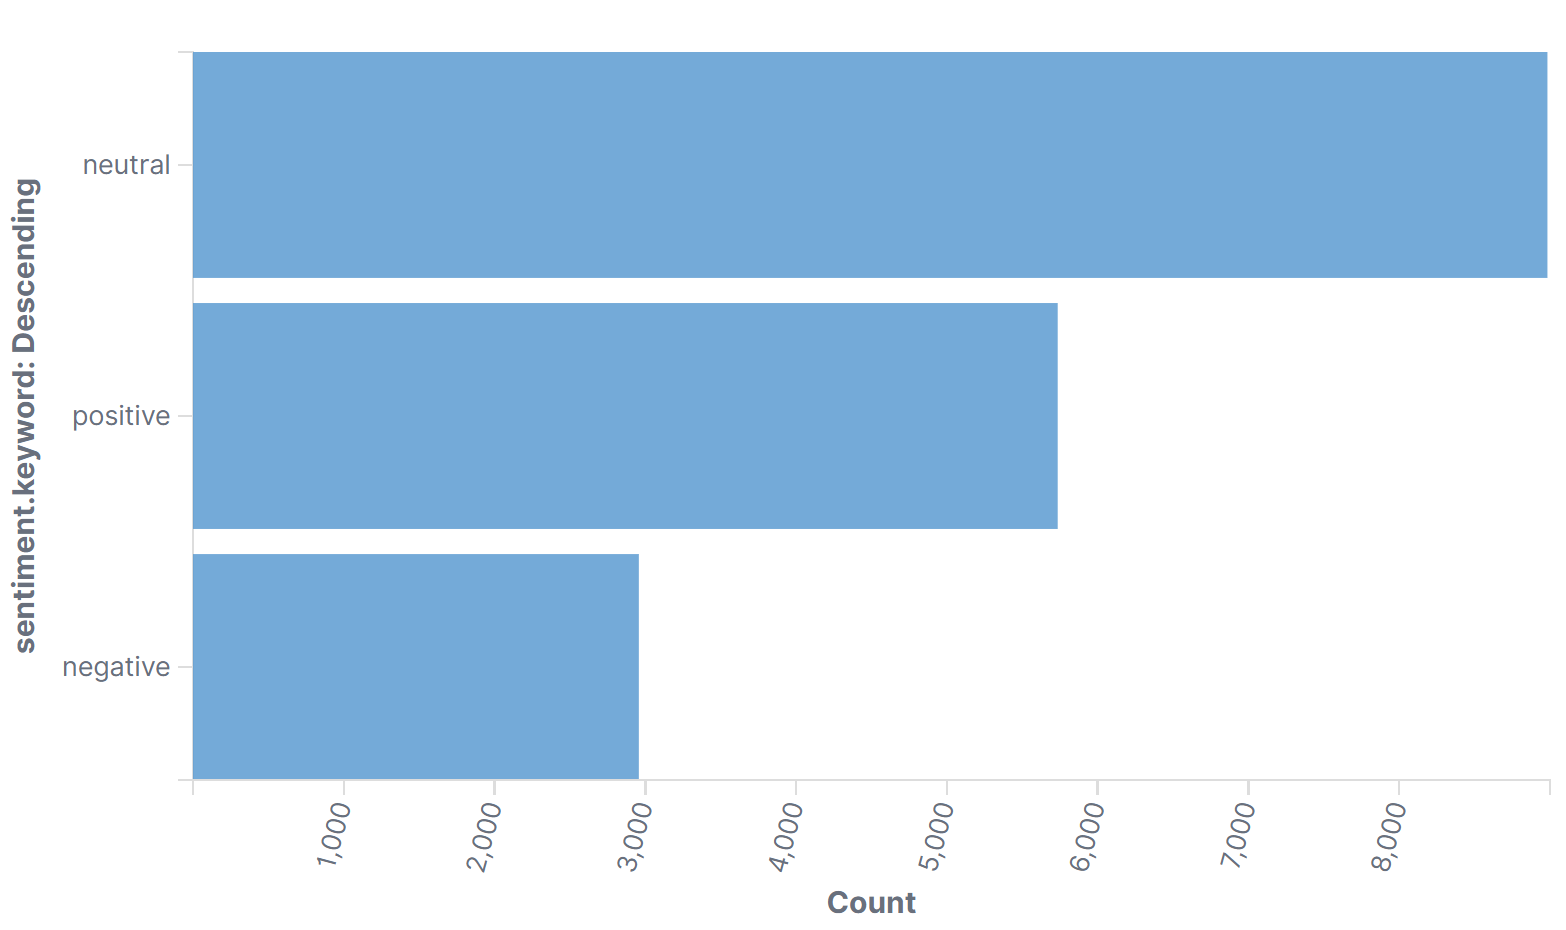 sentiment.keyword: Descending
neutral
positive
negative
1,000
2,000
3,000
4,000
5,000
6,000
7,000
8,000
Count